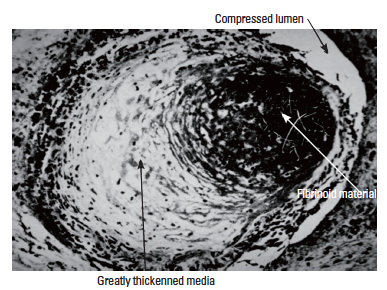 Compressed lumen
Fibrinoid material
Greatly thickenned media